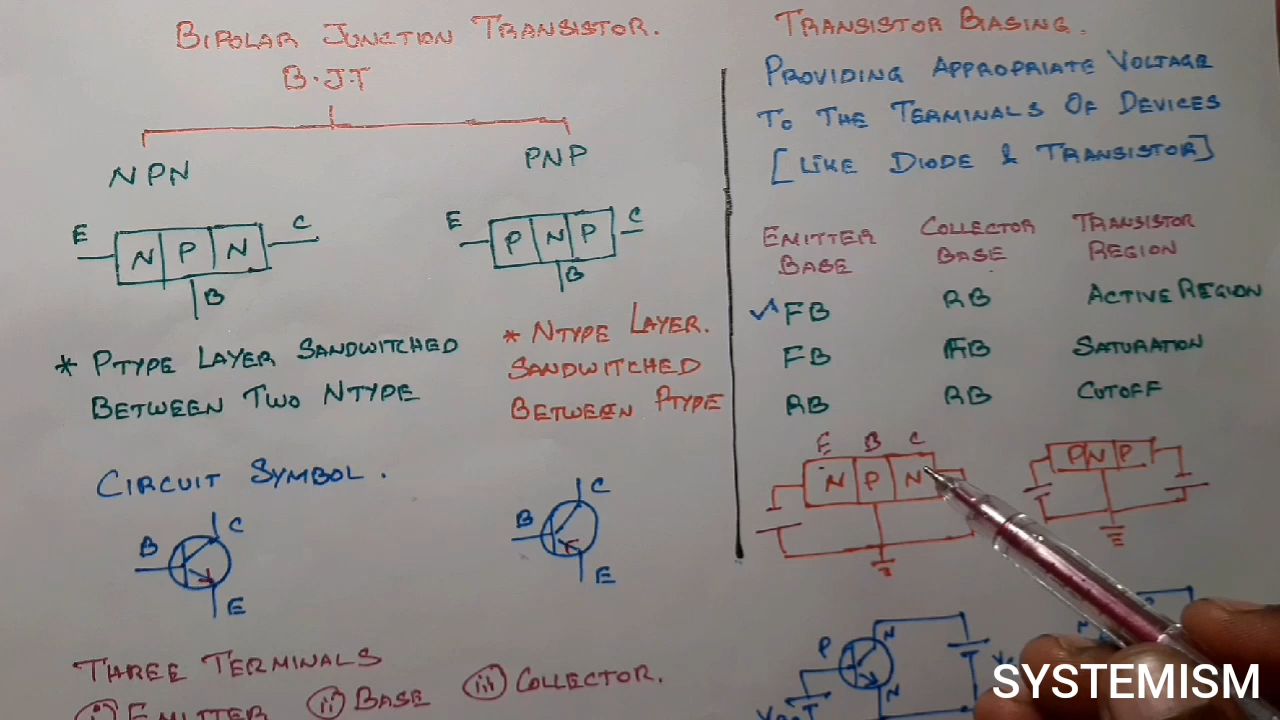 BIPOLAR JUNCTION TRANSISTOR.
B.J.T
NPN
PNP
E
C
N P N
B
E
C
P N P
B
* PTYPE LAYER SANDWITCHED
BETWEEN TWO NTYPE
* NTYPE LAYER.
SANDWITCHED
BETWEEN PTYPE
CIRCUIT SYMBOL.
B
C
E
B
C
E
THREE TERMINALS
i) EMITTER ii) BASE iii) COLLECTOR.
TRANSISTOR BIASING.
PROVIDING APPROPRIATE VOLTAGE
TO THE TERMINALS OF DEVICES
[LIKE DIODE & TRANSISTOR]
EMITTER BASE COLLECTOR BASE TRANSISTOR REGION
FB RB ACTIVE REGION
FB FB SATURATION
RB RB CUTOFF
E B C
N P N
P N P
P
N
N
N
SYSTEMISM